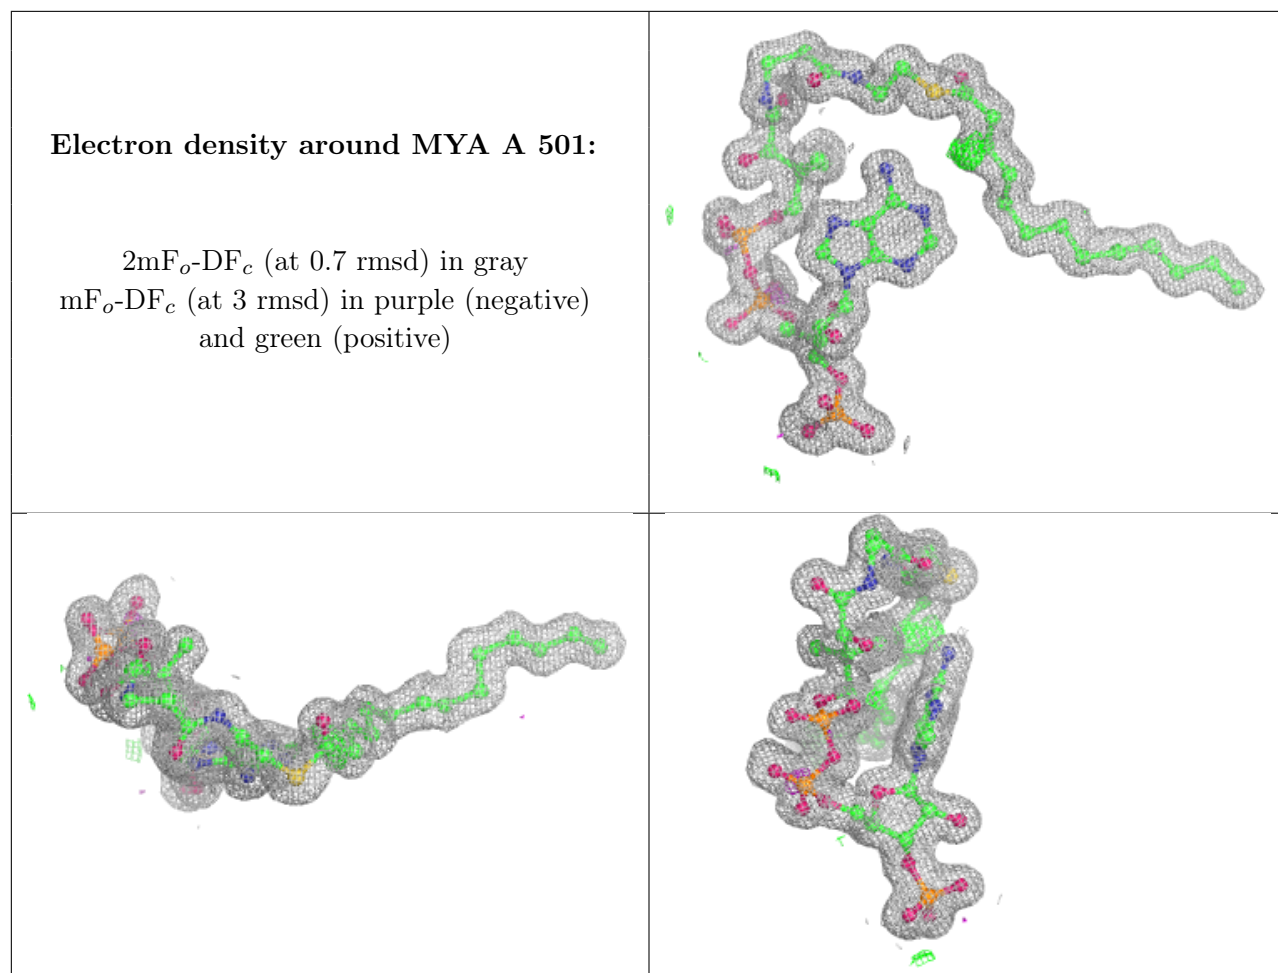 Electron density around MYA A 501:
2mFo-DFc (at 0.7 rmsd) in gray
mFo-DFc (at 3 rmsd) in purple (negative)
and green (positive)